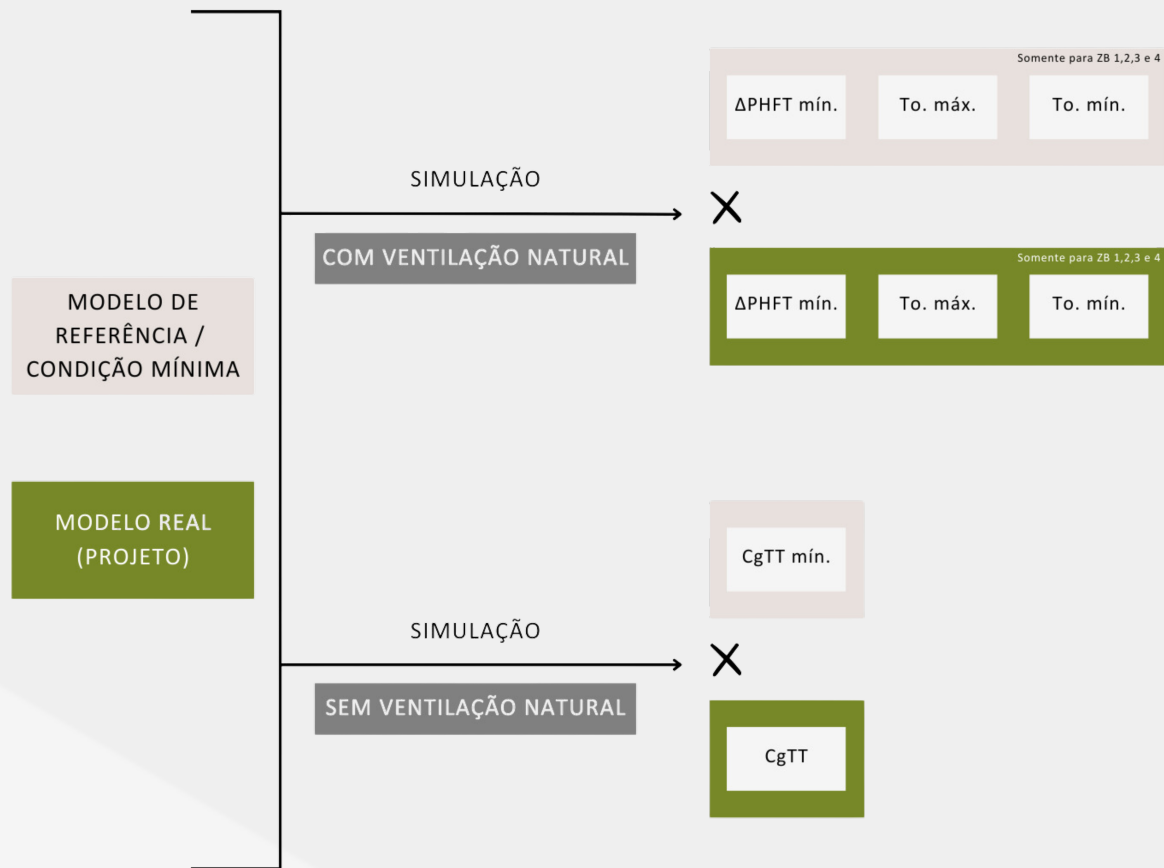 MODELO DE
REFERÊNCIA /
CONDIÇÃO MÍNIMA
MODELO REAL
(PROJETO)
SIMULAÇÃO
COM VENTILAÇÃO NATURAL
Somente para ZB 1,2,3 e 4
ΔPHFT mín.
To. máx.
To. mín.
X
Somente para ZB 1,2,3 e 4
ΔPHFT mín.
To. máx.
To. mín.
SIMULAÇÃO
SEM VENTILAÇÃO NATURAL
CgTT mín.
X
CgTT